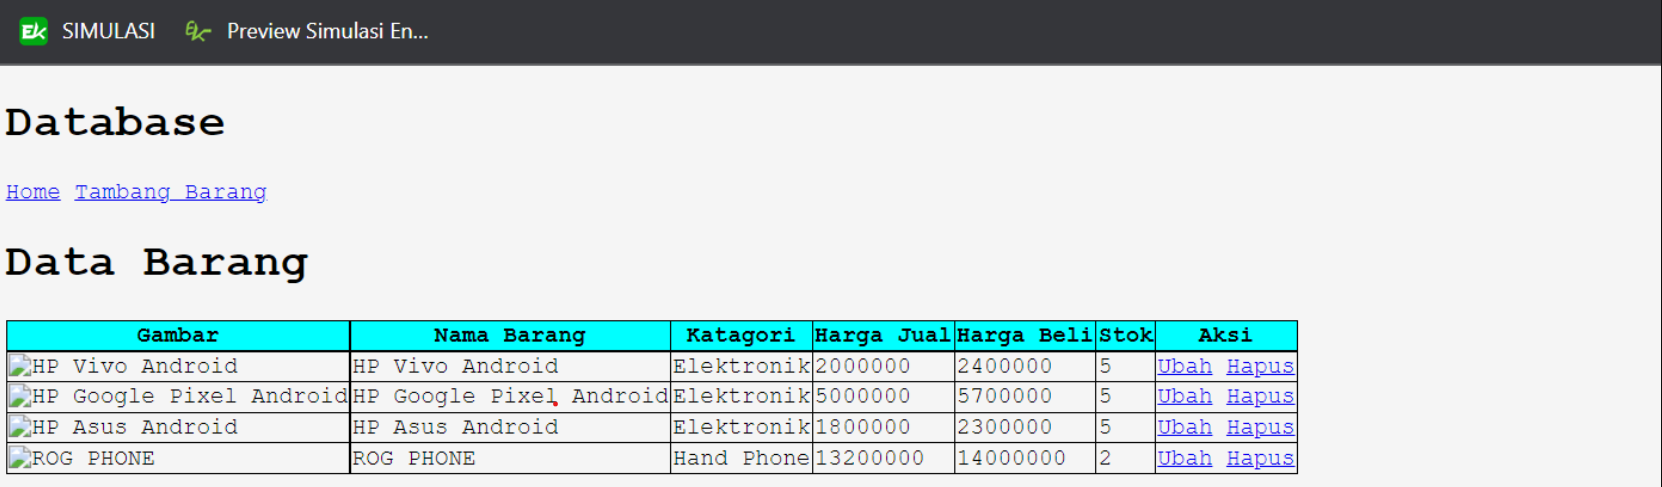 EK SIMULASI EK Preview Simulasi En...
Database
Home Tambang Barang
Data Barang
Gambar Nama Barang Katagori Harga Jual Harga Beli Stok Aksi
HP Vivo Android HP Vivo Android Elektronik 2000000 2400000 5 Ubah Hapus
HP Google Pixel Android HP Google Pixel Android Elektronik 5000000 5700000 5 Ubah Hapus
HP Asus Android HP Asus Android Elektronik 1800000 2300000 5 Ubah Hapus
ROG PHONE ROG PHONE Hand Phone 13200000 14000000 2 Ubah Hapus